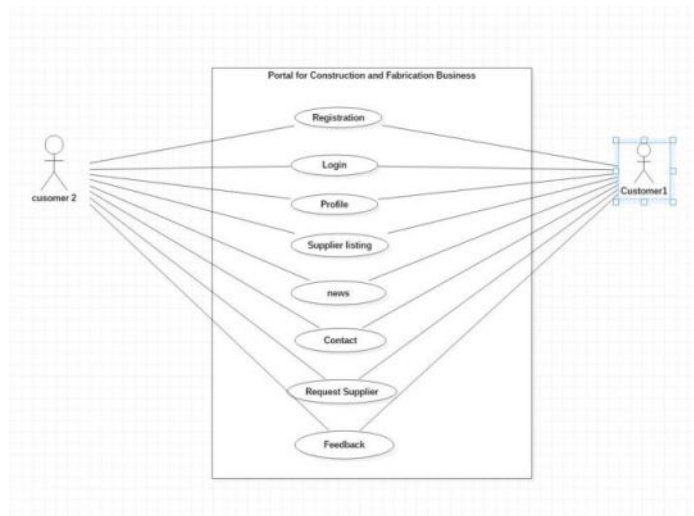 Portal for Construction and Fabrication Business
Registration
Login
Profile
Supplier listing
news
Contact
Request Supplier
Feedback
cusomer 2
Customer1